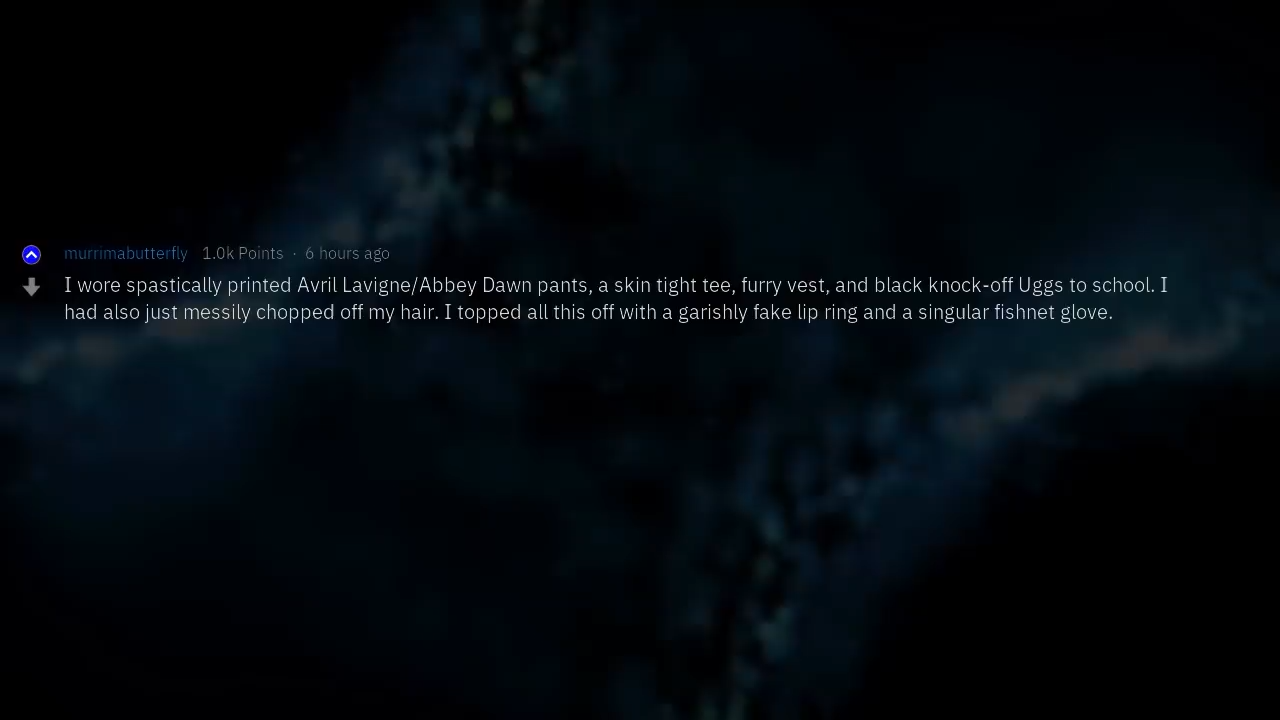 murrimabutterfly 1.0k Points · 6 hours ago
I wore spastically printed Avril Lavigne/Abbey Dawn pants, a skin tight tee, furry vest, and black knock-off Uggs to school. I
had also just messily chopped off my hair. I topped all this off with a garishly fake lip ring and a singular fishnet glove.